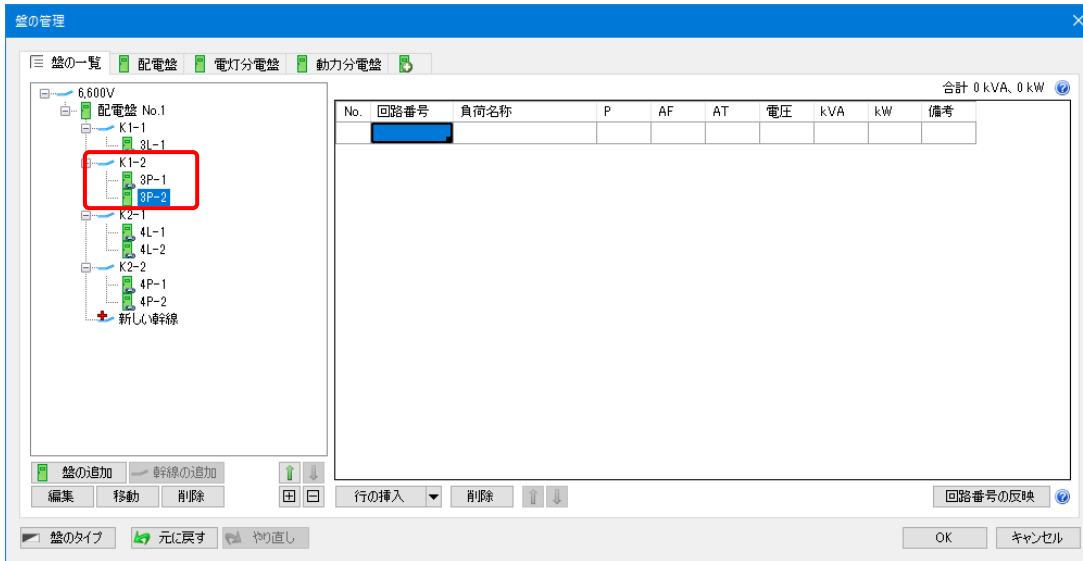 盤の管理
盤の一覧 配電盤 電灯分電盤 動力分電盤
合計 0 kVA、0 kW
6,600V
配電盤 No.1
K1-1
3L-1
K1-2
3P-1
3P-2
K2-1
4L-1
4L-2
K2-2
4P-1
4P-2
新しい幹線
No. 回路番号 負荷名称 P AF AT 電圧 kVA kW 備考
盤の追加 幹線の追加
編集 移動 削除
行の挿入 削除 回路番号の反映
盤のタイプ 元に戻す やり直し OK キャンセル